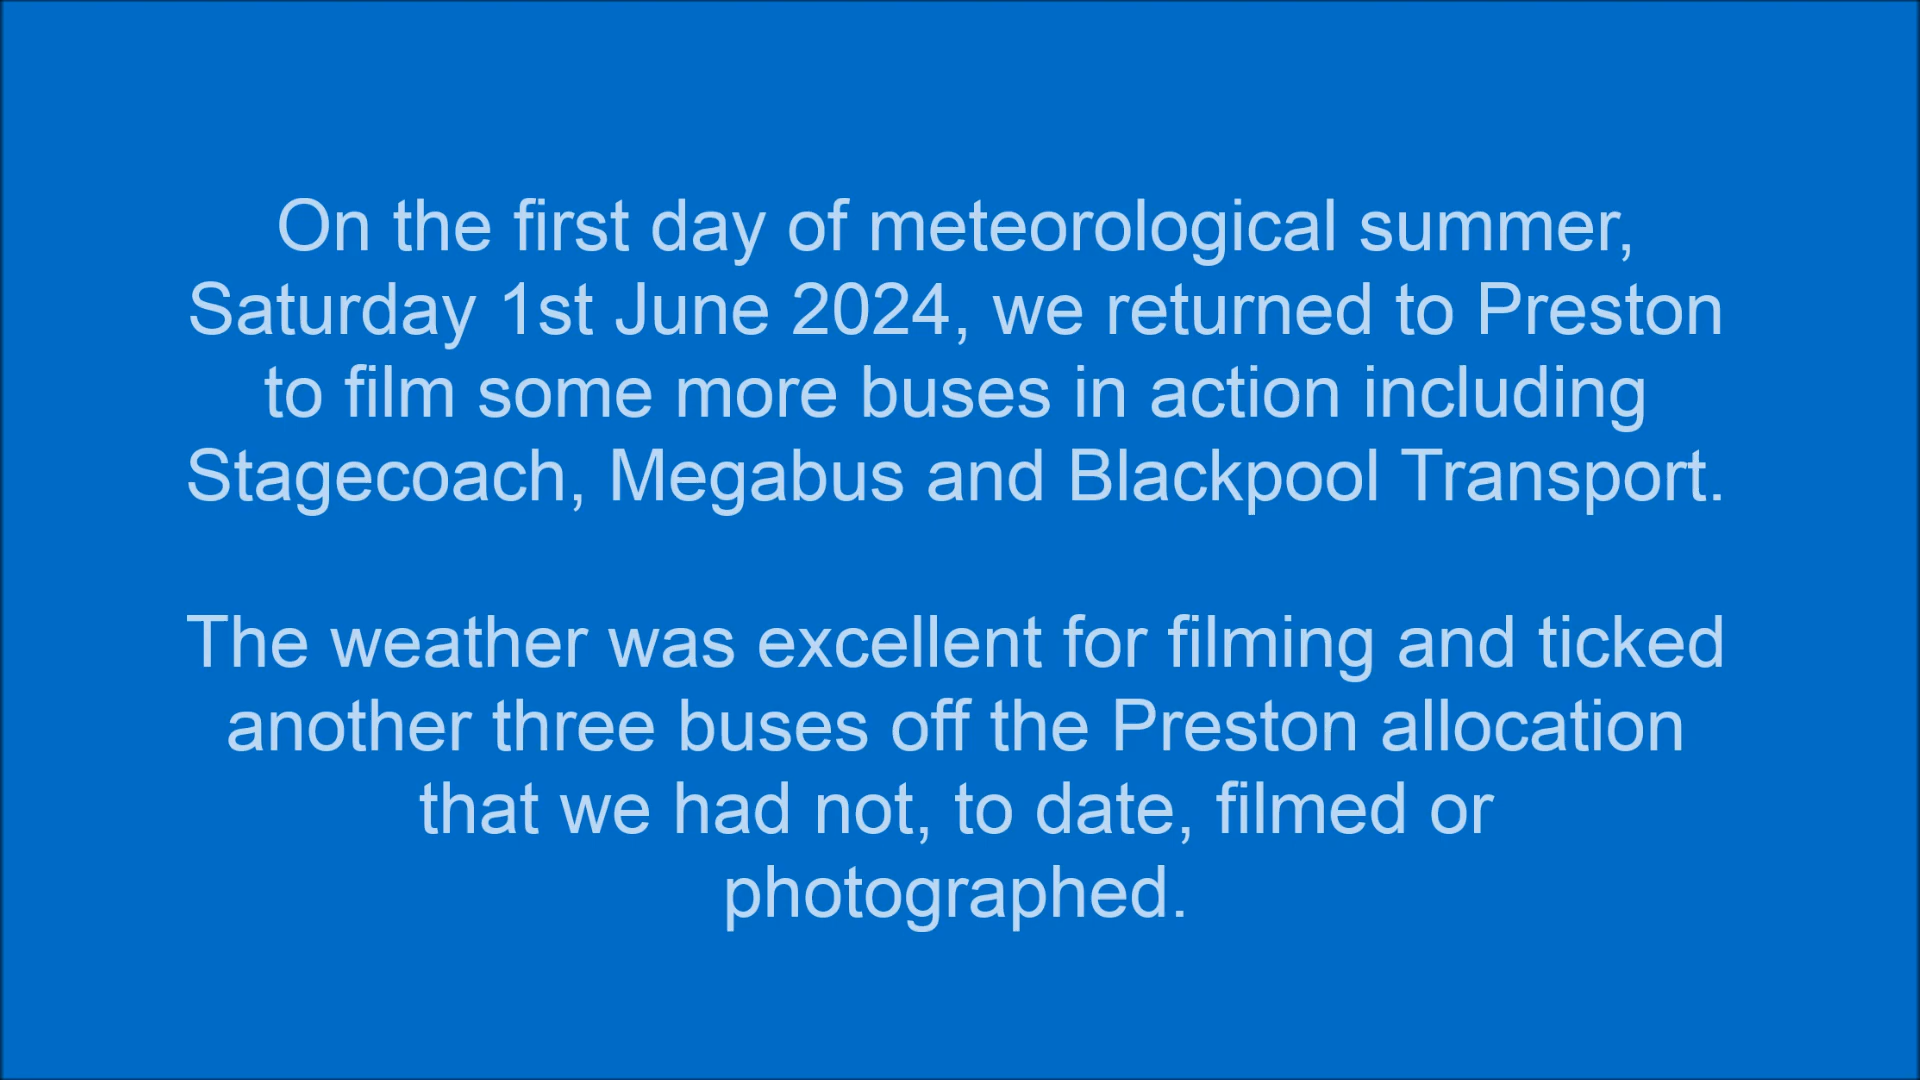 On the first day of meteorological summer,
Saturday 1st June 2024, we returned to Preston
to film some more buses in action including
Stagecoach, Megabus and Blackpool Transport.
The weather was excellent for filming and ticked
another three buses off the Preston allocation
that we had not, to date, filmed or
photographed.